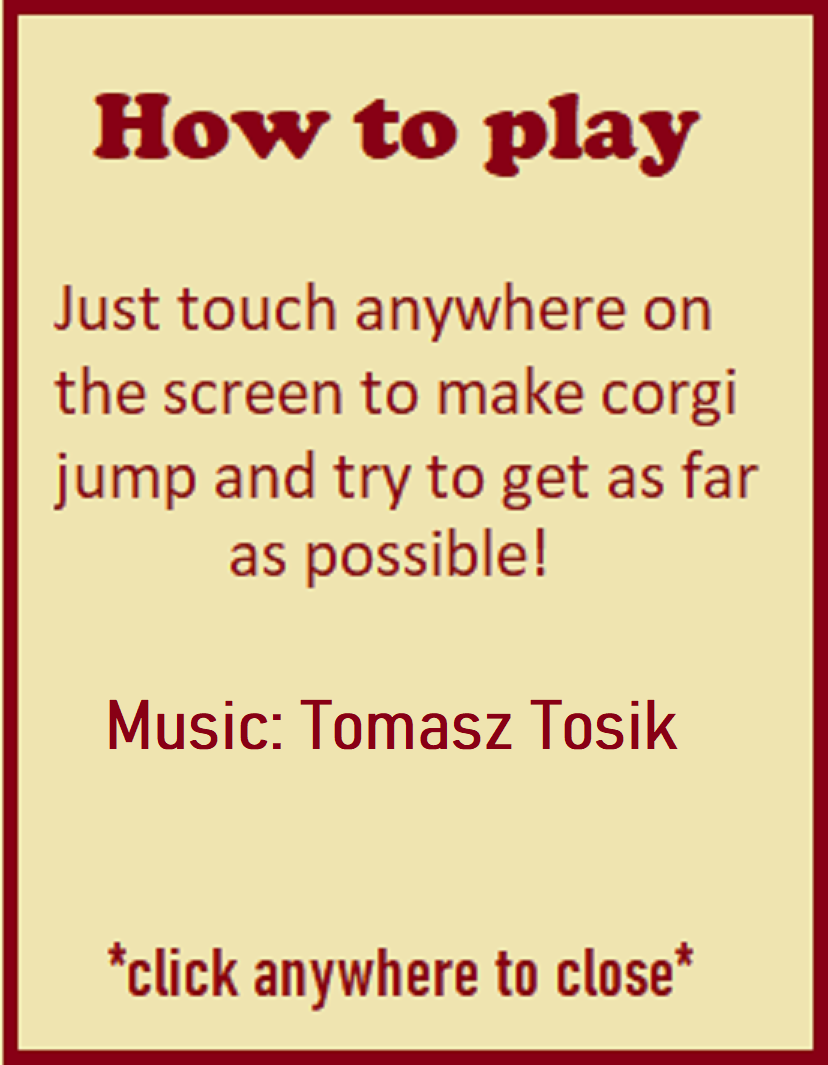 How to play
Just touch anywhere on
the screen to make corgi
jump and try to get as far
as possible!
Music: Tomasz Tosik
*click anywhere to close*